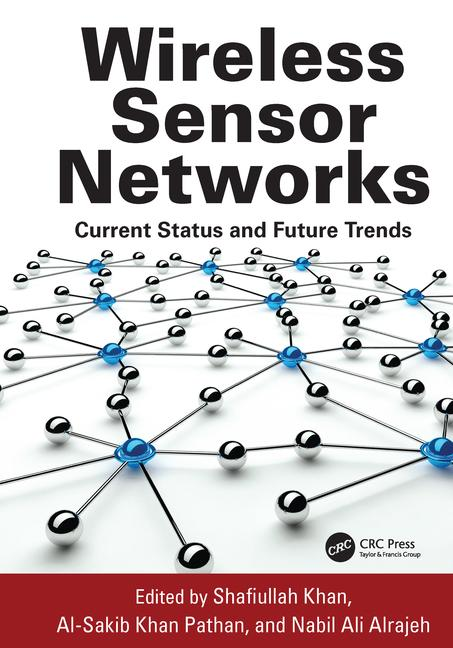 Wireless
Sensor
Networks
Current Status and Future Trends
CRC
CRC Press
Taylor & Francis Group
Edited by Shafiullah Khan,
Al-Sakib Khan Pathan, and Nabil Ali Alrajeh